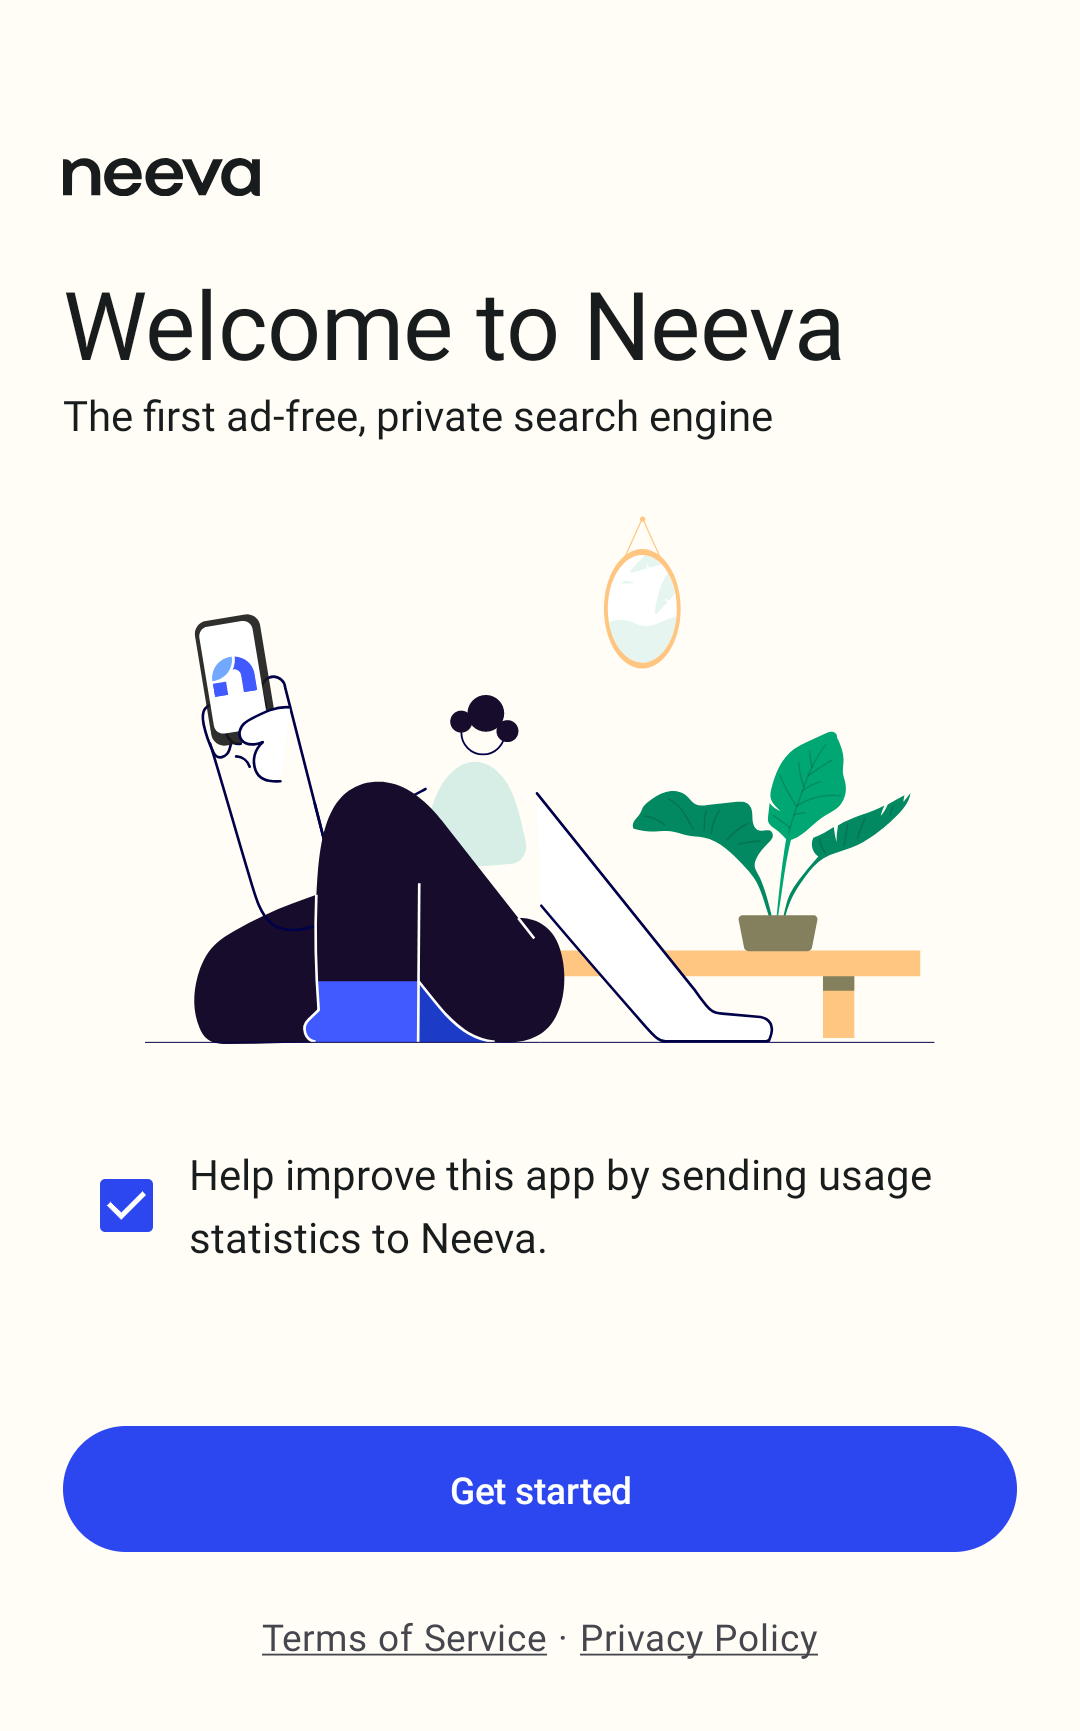 neeva
Welcome to Neeva
The first ad-free, private search engine
Help improve this app by sending usage
statistics to Neeva.
Get started
Terms of Service · Privacy Policy